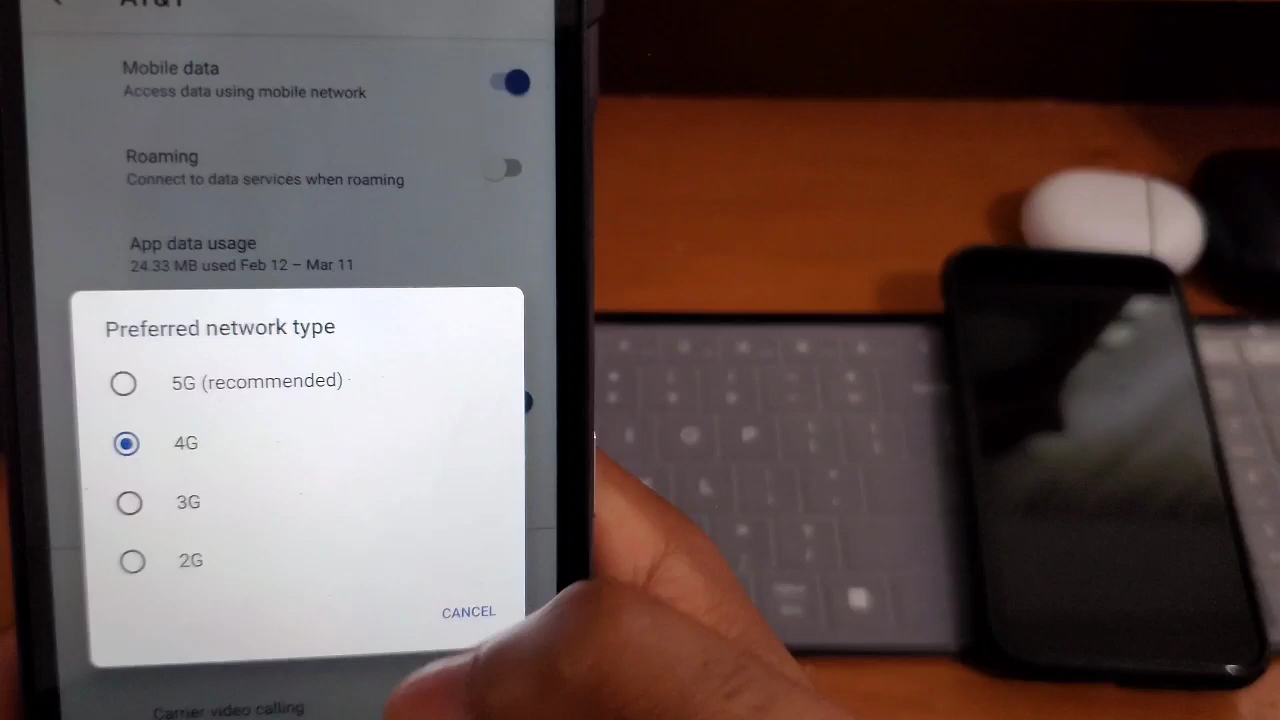 AT&T
Mobile data
Access data using mobile network
Roaming
Connect to data services when roaming
App data usage
24.33 MB used Feb 12 – Mar 11
Preferred network type
5G (recommended)
4G
3G
2G
CANCEL
Carrier video calling